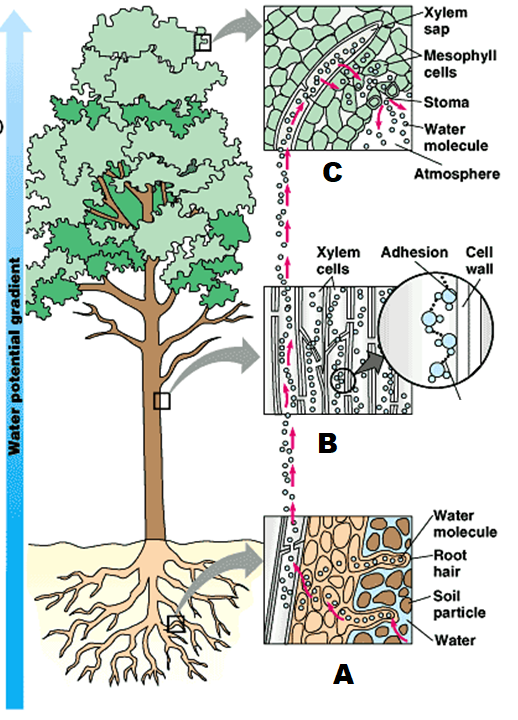 Xylem
sap
Mesophyll
cells
Stoma
Water
molecule
Atmosphere
C
Xylem
cells
Adhesion
Cell
wall
B
Water potential gradient
Water
molecule
Root
hair
Soil
particle
Water
A